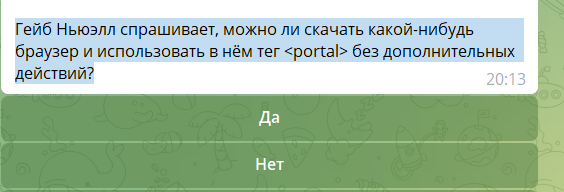 Гейб Ньюэлл спрашивает, можно ли скачать какой-нибудь
браузер и использовать в нём тег <portal> без дополнительных
действий?
20:13
Да
Нет